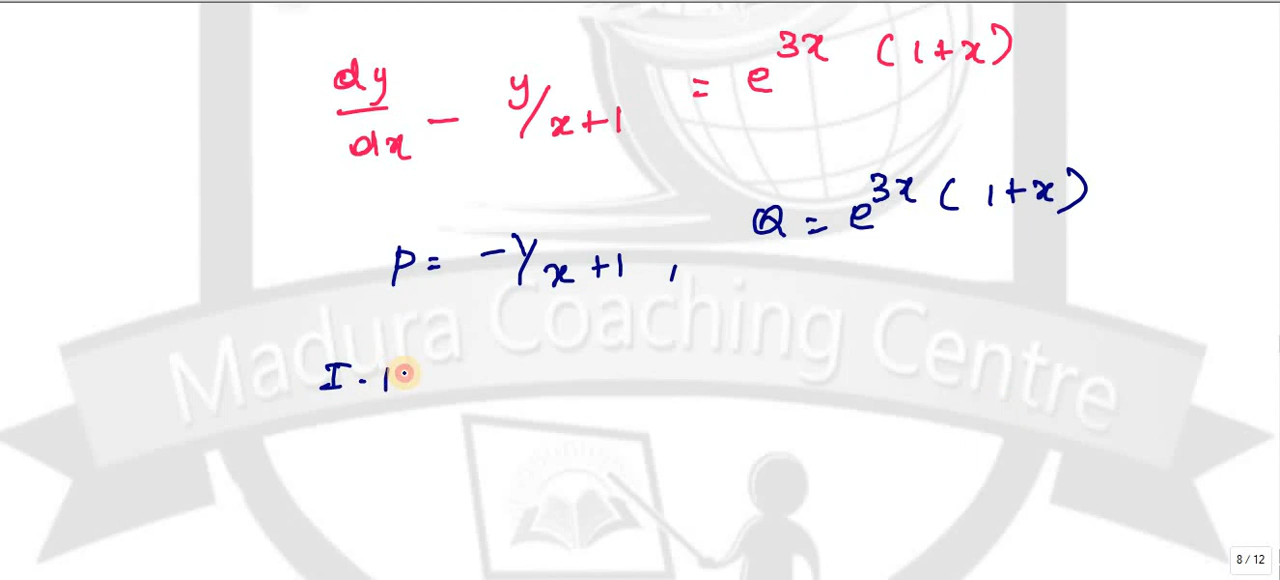 dy/dx - y/x+1 = e^3x (1+x)
P = -1/x+1 , Q = e^3x (1+x)
I.
Madura Coaching Centre
8 / 12